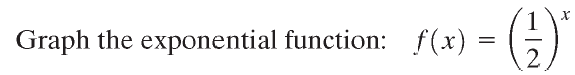 Graph the exponential function: f(x) = (1/2)^x